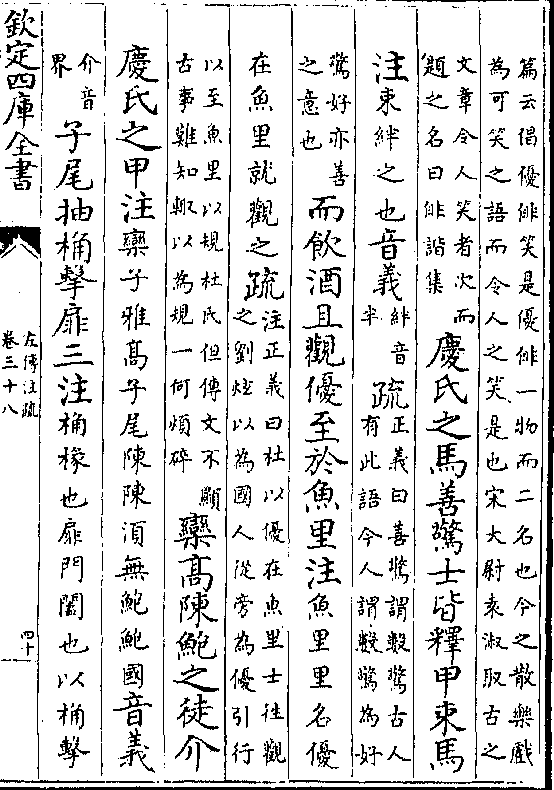 篇云倡優俳笑是優俳一物而二名也今之散樂戲
為可笑之語而令人之笑是也宋大尉袁淑取古之
文章令人笑者次而
題之名曰俳諧集
慶氏之馬善驚士皆釋甲束馬
注束絆之也音義
絆音
半
疏
正義曰善驚謂數驚古人
有此語今人謂數驚為好
驚好亦善
之意也
而飲酒且觀優至於魚里注魚里里名優
在魚里就觀之疏
注正義曰杜以優在魚里士往觀
之劉炫以為國人從旁為優引行
以至魚里以規杜氏但傳文不顯
古事難知輙以為規一何煩碎
欒髙陳鮑之徒介
慶氏之甲注欒子雅髙子尾陳陳湏無鮑鮑國音義
介音
界
子尾抽桷擊扉三注桷椽也扉門闔也以桷擊
欽定四庫全書
左傳注疏
卷三十八
四十